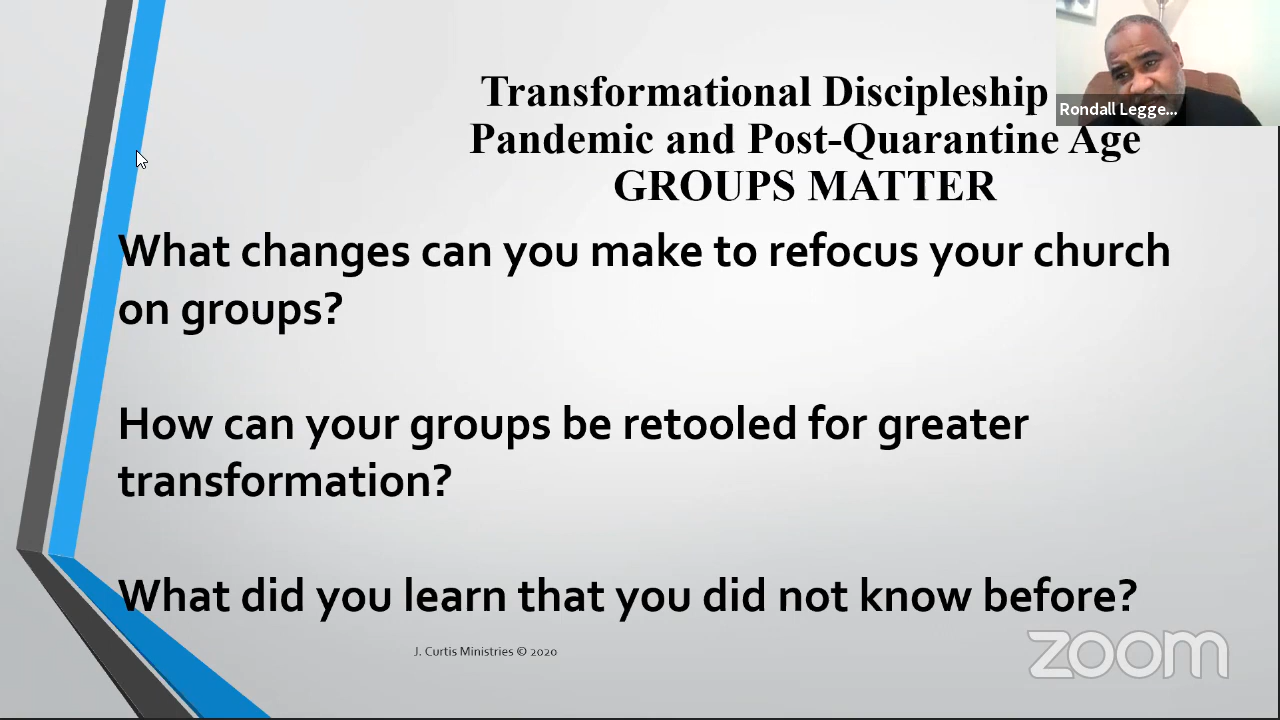 Transformational Discipleship
Pandemic and Post-Quarantine Age
GROUPS MATTER
Rondall Legge...
What changes can you make to refocus your church
on groups?
How can your groups be retooled for greater
transformation?
What did you learn that you did not know before?
J. Curtis Ministries © 2020
zoom